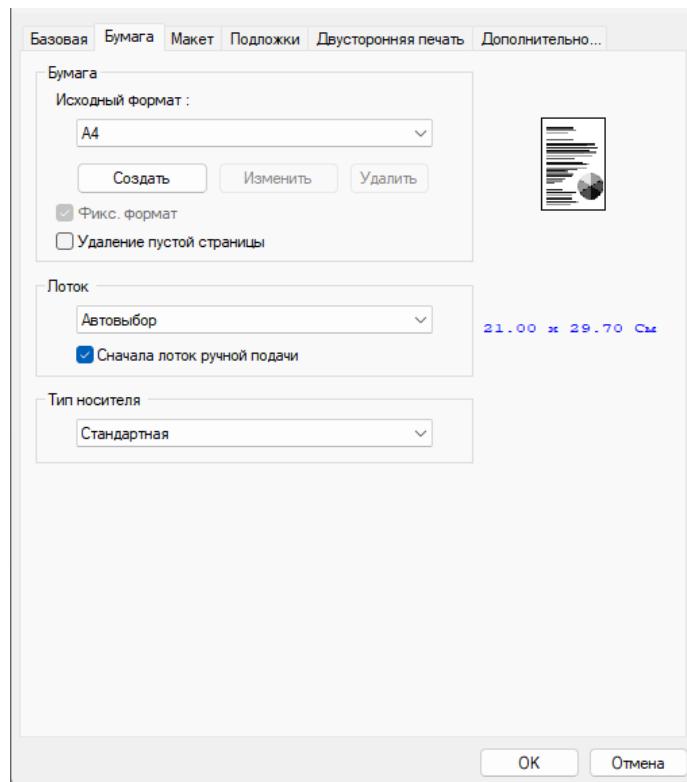 Базовая Бумага Макет Подложки Двусторонняя печать Дополнительно...
Бумага
Исходный формат :
A4
Создать Изменить Удалить
Фикс. формат
Удаление пустой страницы
Лоток
Автовыбор
21.00 x 29.70 См
Сначала лоток ручной подачи
Тип носителя
Стандартная
OK Отмена